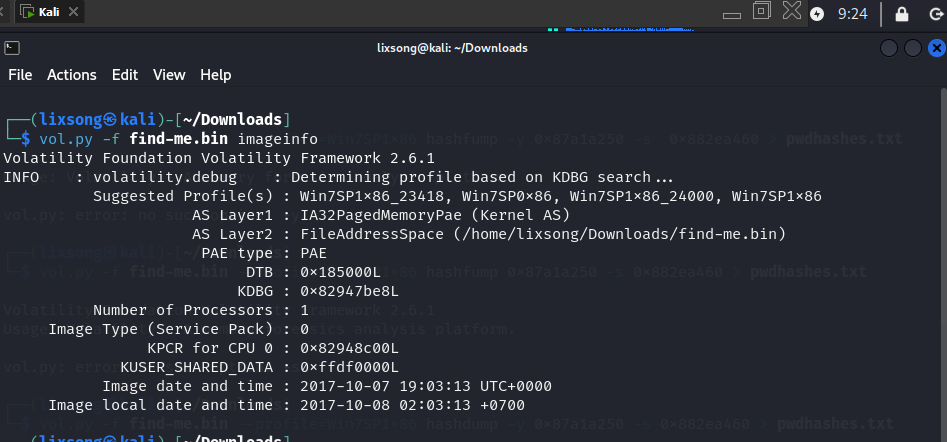 Kali
9:24
lixsong@kali: ~/Downloads
File Actions Edit View Help
┌──(lixsong㉿kali)-[~/Downloads]
└─$ vol.py -f find-me.bin imageinfo
Volatility Foundation Volatility Framework 2.6.1
INFO    : volatility.debug    : Determining profile based on KDBG search...
Suggested Profile(s) : Win7SP1x86_23418, Win7SP0x86, Win7SP1x86_24000, Win7SP1x86
AS Layer1 : IA32PagedMemoryPae (Kernel AS)
AS Layer2 : FileAddressSpace (/home/lixsong/Downloads/find-me.bin)
PAE type : PAE
DTB : 0x185000L
KDBG : 0x82947be8L
Number of Processors : 1
Image Type (Service Pack) : 0
KPCR for CPU 0 : 0x82948c00L
KUSER_SHARED_DATA : 0xffdf0000L
Image date and time : 2017-10-07 19:03:13 UTC+0000
Image local date and time : 2017-10-08 02:03:13 +0700